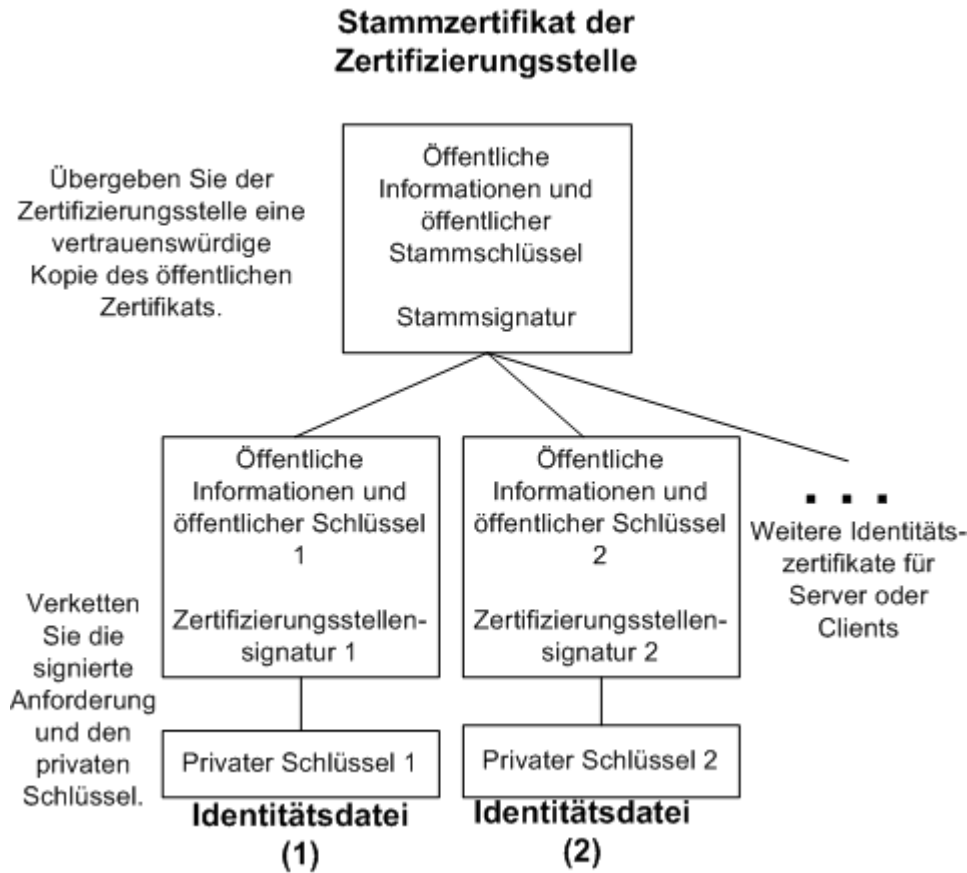 Stammzertifikat der
Zertifizierungsstelle
Übergeben Sie der
Zertifizierungsstelle eine
vertrauenswürdige
Kopie des öffentlichen
Zertifikats.
Öffentliche
Informationen und
öffentlicher
Stammschlüssel
Stammsignatur
Öffentliche
Informationen und
öffentlicher Schlüssel
1
Zertifizierungsstellen-
signatur 1
Öffentliche
Informationen und
öffentlicher Schlüssel
2
Zertifizierungsstellen-
signatur 2
. . .
Weitere Identitäts-
zertifikate für
Server oder
Clients
Verketten
Sie die
signierte
Anforderung
und den
privaten
Schlüssel.
Privater Schlüssel 1
Privater Schlüssel 2
Identitätsdatei
(1)
Identitätsdatei
(2)